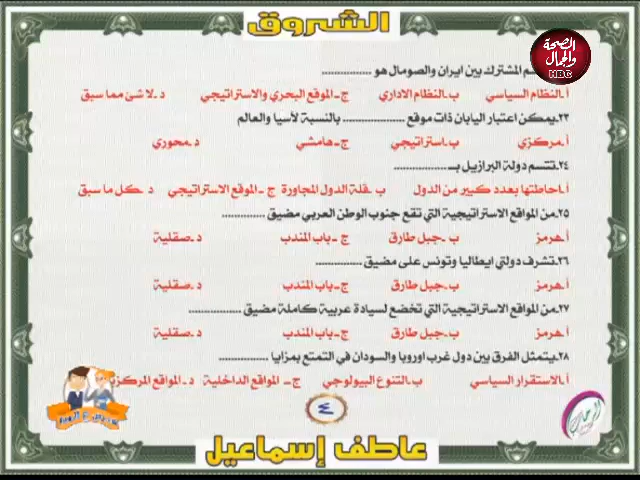 الشروق
الصحة
والجمال
HBC
المشترك بين ايران والصومال هو ...............
أ.النظام السياسي ب.النظام الاداري ج-الموقع البحري والاستراتيجي د.لا شئ مما سبق
٢٣.يمكن اعتبار اليابان ذات موقع .................. بالنسبة لأسيا والعالم
أ.مركزي ب.استراتيجي ج-هامشي د.محوري
٢٤.تتسم دولة البرازيل بـ...............
أ.احاطتها بعدد كبير من الدول ب.قلة الدول المجاورة ج-الموقع الاستراتيجي د.كل ما سبق
٢٥.من المواقع الاستراتيجية التي تقع جنوب الوطن العربي مضيق .............
أ.هرمز ب.جبل طارق ج-باب المندب د.صقلية
٢٦.تشرف دولتي ايطاليا وتونس على مضيق ..............
أ.هرمز ب.جبل طارق ج-باب المندب د.صقلية
٢٧.من المواقع الاستراتيجية التي تخضع لسيادة عربية كاملة مضيق ................
أ.هرمز ب.جبل طارق ج-باب المندب د.صقلية
٢٨.يتمثل الفرق بين دول غرب اوروبا والسودان في التمتع بمزايا ...............
أ.الاستقرار السياسي ب.التنوع البيولوجي ج-المواقع الداخلية د.المواقع المركزية
٤
عاطف إسماعيل